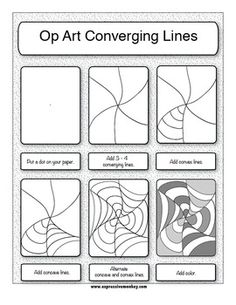 Op Art Converging Lines
Put a dot on your paper.
Add 3 - 4
converging lines.
Add convex lines.
Add concave lines.
Alternate
concave and convex lines.
Add color.
www.expressivemonkey.com